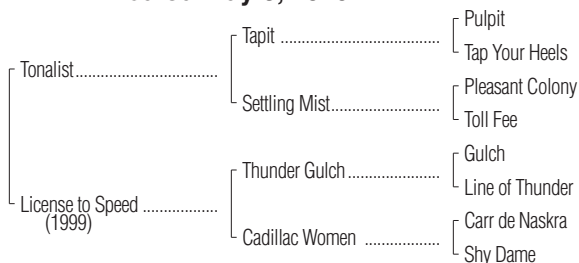 Pulpit
Tapit ........................................
Tap Your Heels
Tonalist....................................
Pleasant Colony
Settling Mist...........................
Toll Fee
Gulch
Thunder Gulch.......................
Line of Thunder
License to Speed ...................
(1999)
Carr de Naskra
Cadillac Women ...................
Shy Dame